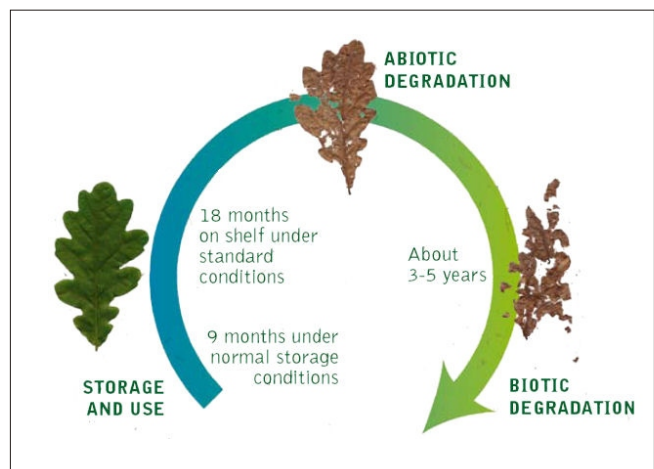 ABIOTIC
DEGRADATION
18 months
on shelf under
standard
conditions
About
3-5 years
9 months under
normal storage
conditions
STORAGE
AND USE
BIOTIC
DEGRADATION